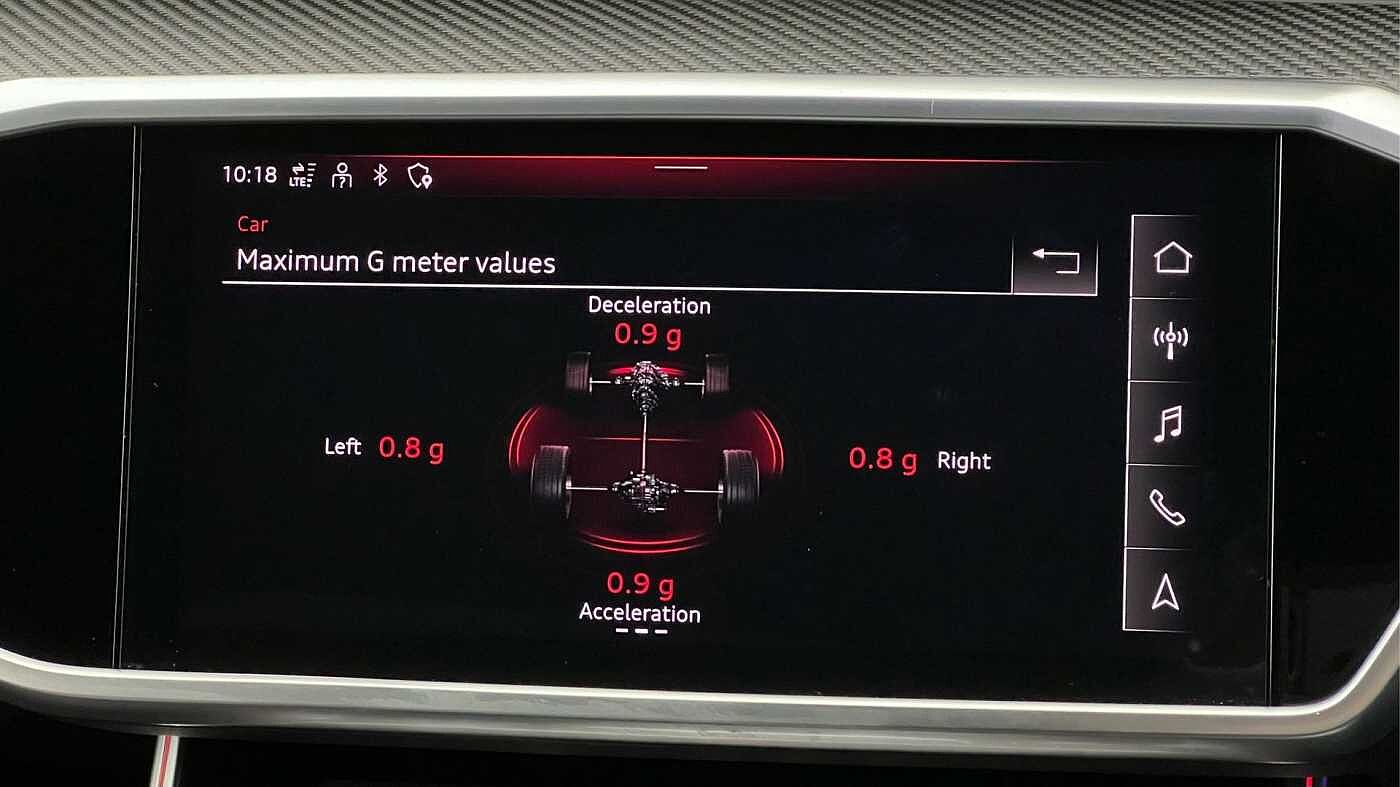 10:18 LTE
Car
Maximum G meter values
Deceleration
0.9 g
Left 0.8 g
0.8 g Right
0.9 g
Acceleration